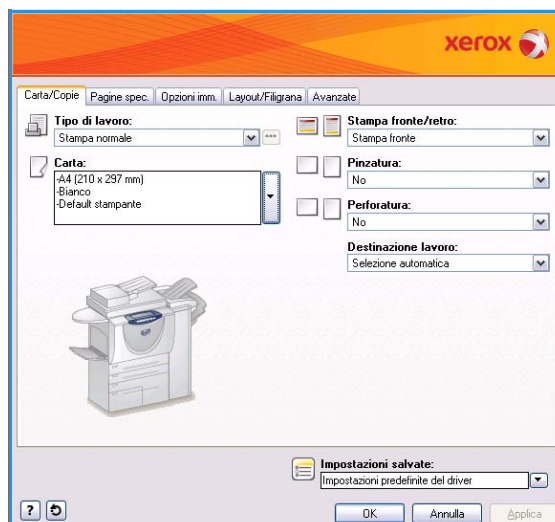 xerox
Carta/Copie Pagine spec. Opzioni imm. Layout/Filigrana Avanzate
Tipo di lavoro:
Stampa normale
Carta:
-A4 (210 x 297 mm)
-Bianco
-Default stampante
Stampa fronte/retro:
Stampa fronte
Pinzatura:
No
Perforatura:
No
Destinazione lavoro:
Selezione automatica
Impostazioni salvate:
Impostazioni predefinite del driver
? OK Annulla Applica